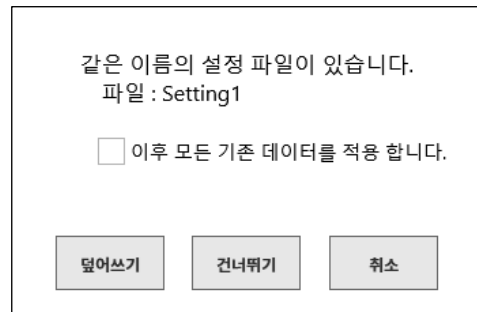 같은 이름의 설정 파일이 있습니다.
파일 : Setting1
이후 모든 기존 데이터를 적용 합니다.
덮어쓰기 건너뛰기 취소